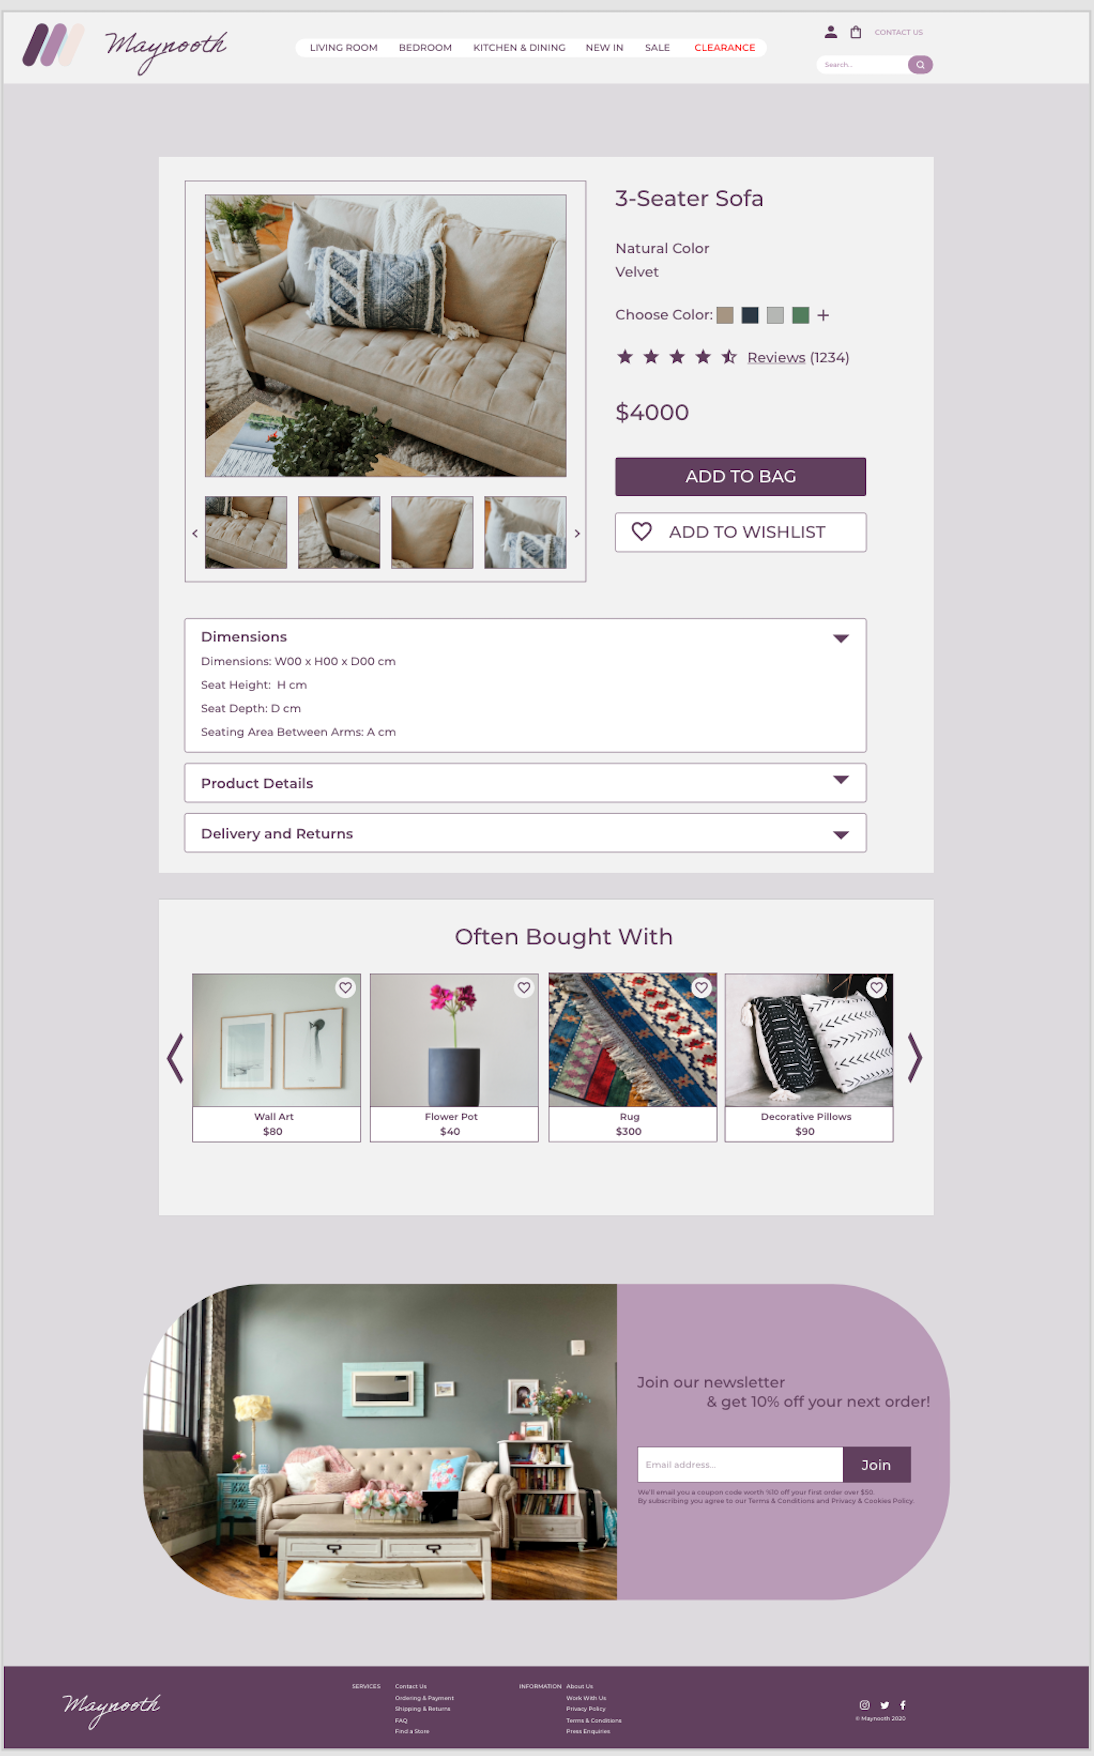 Maynooth
LIVING ROOM BEDROOM KITCHEN & DINING NEW IN SALE CLEARANCE
CONTACT US
Search...
3-Seater Sofa
Natural Color
Velvet
Choose Color:
Reviews (1234)
$4000
ADD TO BAG
ADD TO WISHLIST
Dimensions
Dimensions: W00 x H00 x D00 cm
Seat Height: H cm
Seat Depth: D cm
Seating Area Between Arms: A cm
Product Details
Delivery and Returns
Often Bought With
Wall Art
$80
Flower Pot
$40
Rug
$300
Decorative Pillows
$90
Join our newsletter
& get 10% off your next order!
Email address...
Join
We'll email you a coupon code worth %10 off your first order over $50.
By subscribing you agree to our Terms & Conditions and Privacy & Cookies Policy.
Maynooth
SERVICES
Contact Us
Ordering & Payment
Shipping & Returns
FAQ
Find a Store
INFORMATION
About Us
Work With Us
Privacy Policy
Terms & Conditions
Press Enquiries
© Maynooth 2020